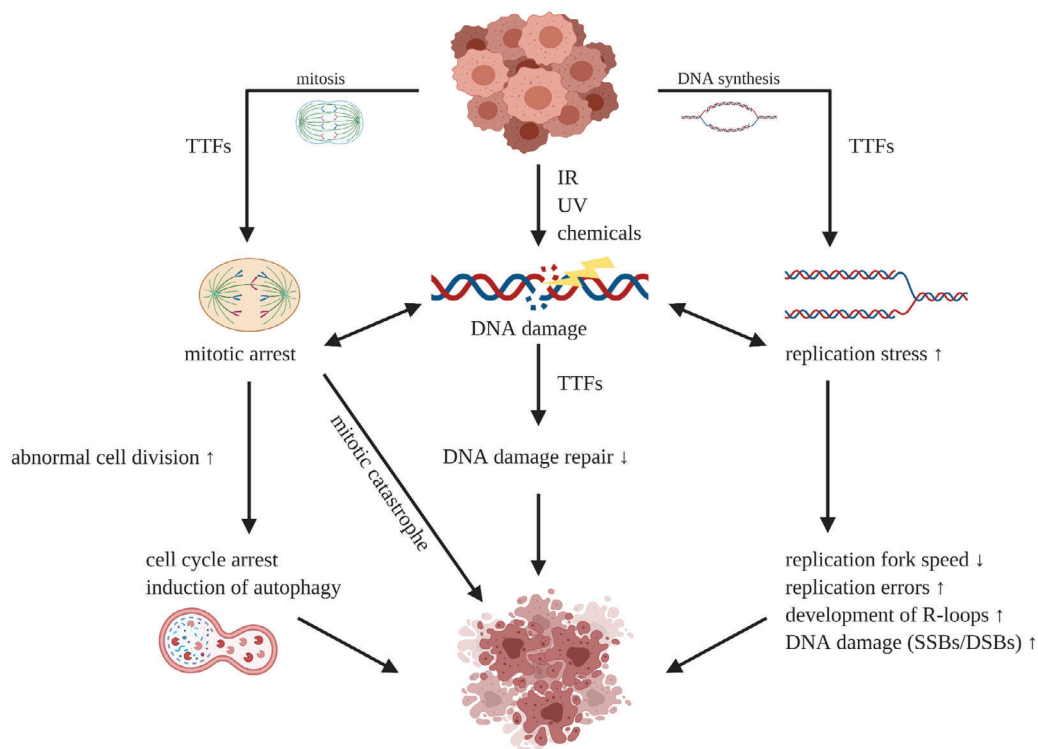 mitosis
DNA synthesis
TTFs
TTFs
IR
UV
chemicals
DNA damage
mitotic arrest
replication stress ↑
TTFs
mitotic catastrophe
abnormal cell division ↑
DNA damage repair ↓
cell cycle arrest
induction of autophagy
replication fork speed ↓
replication errors ↑
development of R-loops ↑
DNA damage (SSBs/DSBs) ↑